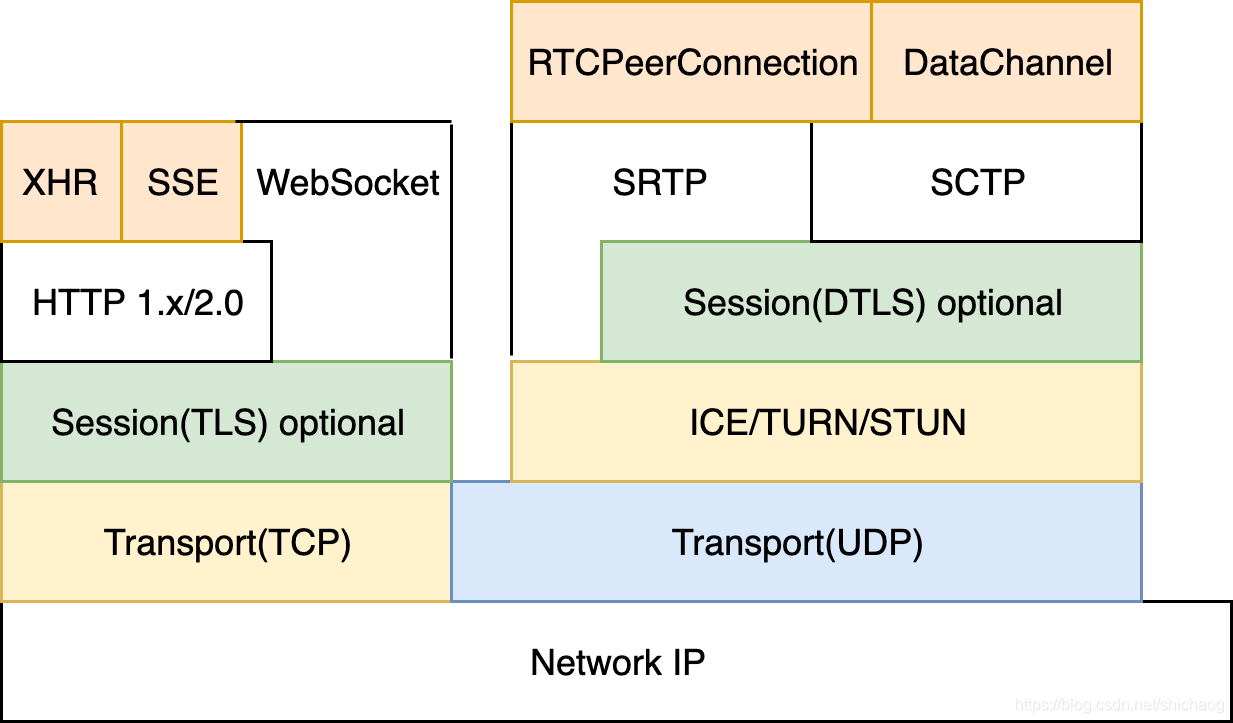 RTCPeerConnection DataChannel
XHR SSE WebSocket SRTP SCTP
HTTP 1.x/2.0 Session(DTLS) optional
Session(TLS) optional ICE/TURN/STUN
Transport(TCP) Transport(UDP)
Network IP
https://blog.csdn.net/shichaog